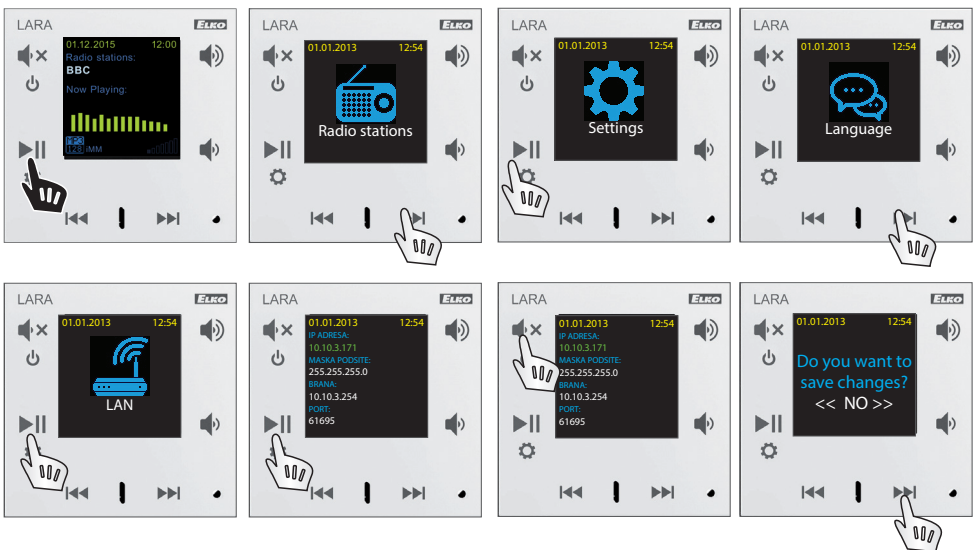 LARA ELKO
01.12.2015 12:00
Radio stations:
BBC
Now Playing:
MP3
128 iMM
LARA ELKO
01.01.2013 12:54
Radio stations
LARA ELKO
01.01.2013 12:54
Settings
LARA ELKO
01.01.2013 12:54
Language
LARA ELKO
01.01.2013 12:54
LAN
LARA ELKO
01.01.2013 12:54
IP ADRESA:
10.10.3.171
MASKA PODSITE:
255.255.255.0
BRANA:
10.10.3.254
PORT:
61695
LARA ELKO
01.01.2013 12:54
IP ADRESA:
10.10.3.171
MASKA PODSITE:
255.255.255.0
BRANA:
10.10.3.254
PORT:
61695
LARA ELKO
01.01.2013 12:54
Do you want to
save changes?
<< NO >>